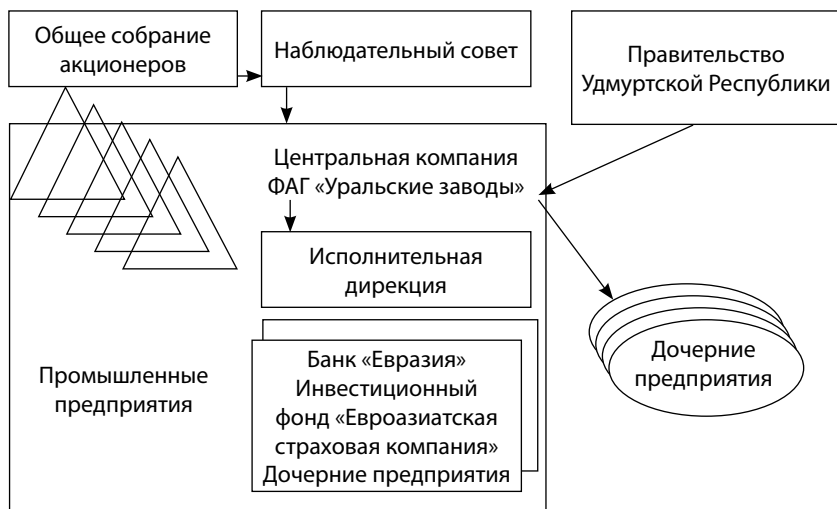 Общее собрание
акционеров
Наблюдательный совет
Правительство
Удмуртской Республики
Центральная компания
ФАГ «Уральские заводы»
Исполнительная
дирекция
Промышленные
предприятия
Банк «Евразия»
Инвестиционный
фонд «Евроазиатская
страховая компания»
Дочерние предприятия
Дочерние
предприятия